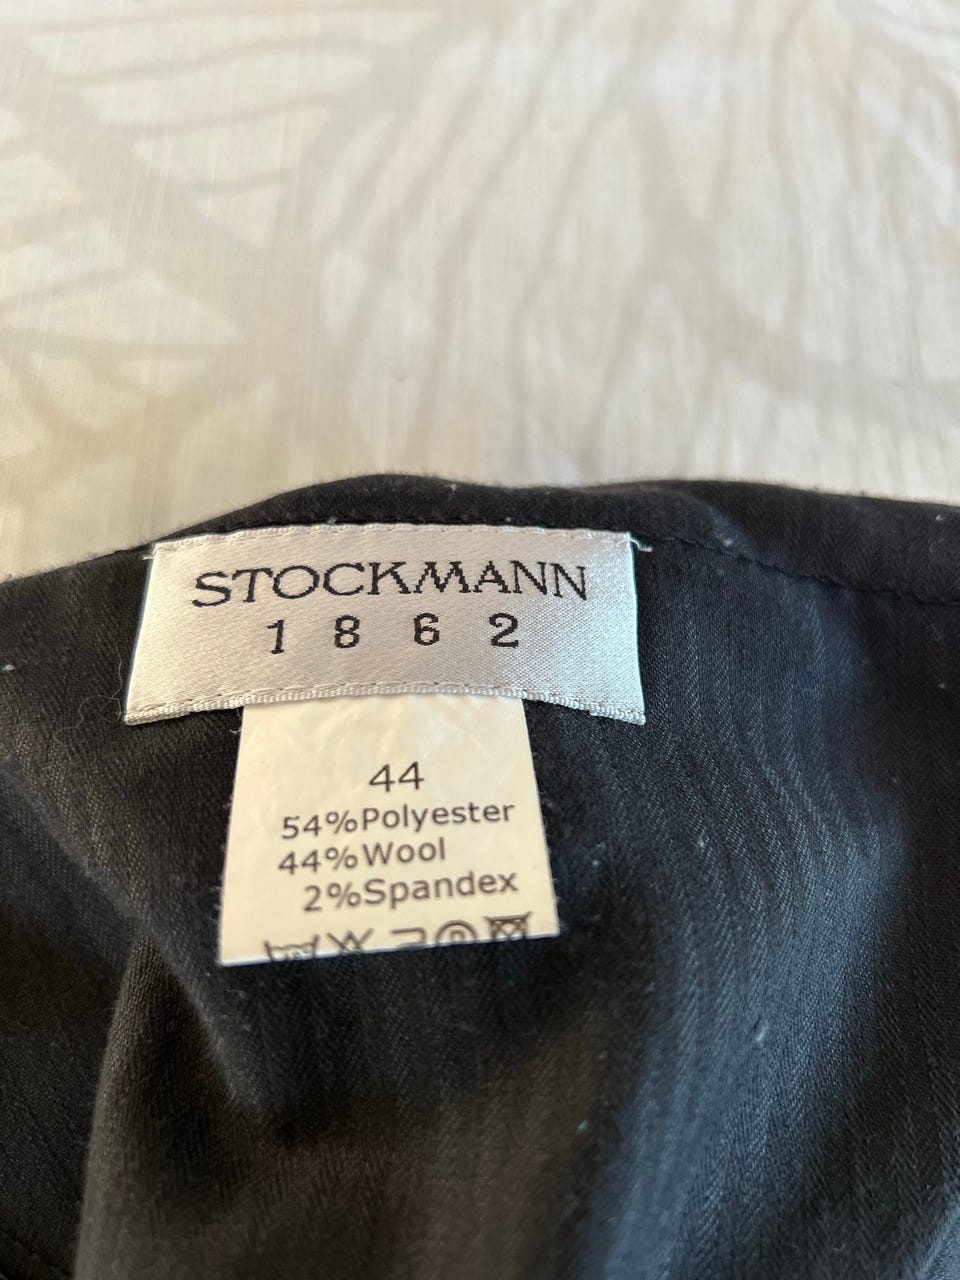 STOCKMANN
1 8 6 2
44
54%Polyester
44%Wool
2%Spandex